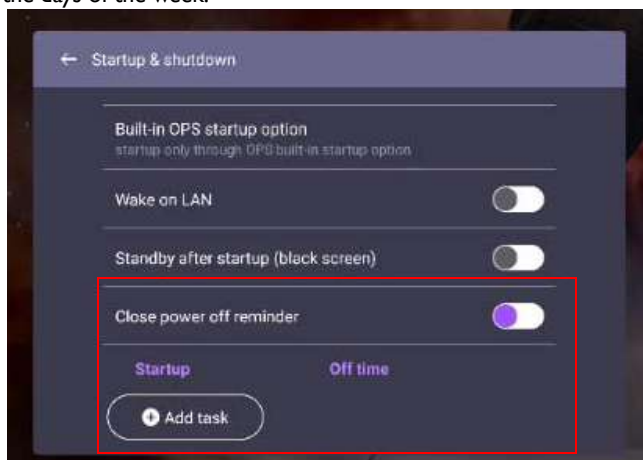 the days of the week.
← Startup & shutdown
Built-in OPS startup option
startup only through OPS built-in startup option
Wake on LAN
Standby after startup (black screen)
Close power off reminder
Startup Off time
Add task